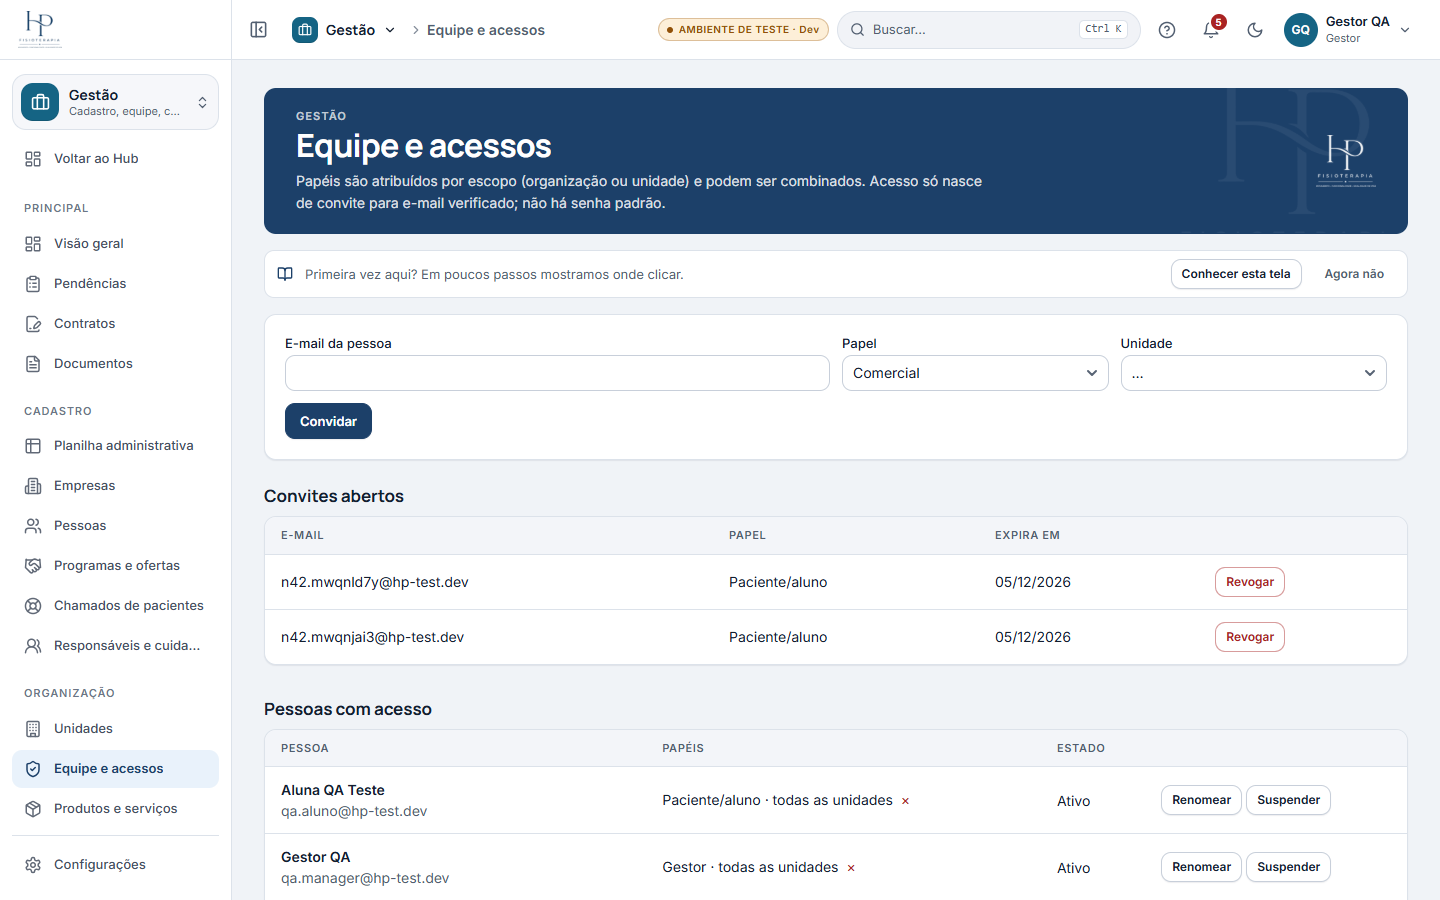 hp
FISIOTERAPIA
Gestão
Equipe e acessos
AMBIENTE DE TESTE · Dev
Buscar...
Ctrl K
5
GQ
Gestor QA
Gestor
Gestão
Cadastro, equipe, c...
Voltar ao Hub
PRINCIPAL
Visão geral
Pendências
Contratos
Documentos
CADASTRO
Planilha administrativa
Empresas
Pessoas
Programas e ofertas
Chamados de pacientes
Responsáveis e cuida...
ORGANIZAÇÃO
Unidades
Equipe e acessos
Produtos e serviços
Configurações
GESTÃO
Equipe e acessos
Papéis são atribuídos por escopo (organização ou unidade) e podem ser combinados. Acesso só nasce
de convite para e-mail verificado; não há senha padrão.
hp
FISIOTERAPIA
Primeira vez aqui? Em poucos passos mostramos onde clicar.
Conhecer esta tela
Agora não
E-mail da pessoa
Papel
Unidade
Comercial
...
Convidar
Convites abertos
E-MAIL
PAPEL
EXPIRA EM
n42.mwqnld7y@hp-test.dev
Paciente/aluno
05/12/2026
Revogar
n42.mwqnjai3@hp-test.dev
Paciente/aluno
05/12/2026
Revogar
Pessoas com acesso
PESSOA
PAPÉIS
ESTADO
Aluna QA Teste
qa.aluno@hp-test.dev
Paciente/aluno · todas as unidades ×
Ativo
Renomear
Suspender
Gestor QA
qa.manager@hp-test.dev
Gestor · todas as unidades ×
Ativo
Renomear
Suspender